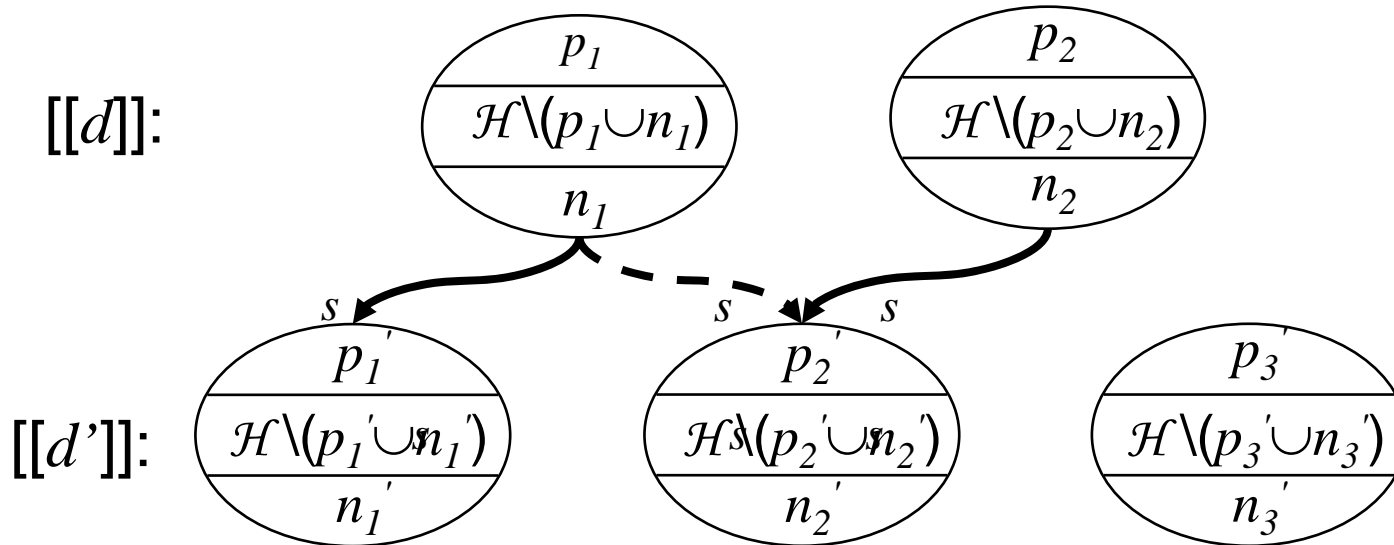 p₁ p₂
[[d]]: ℋ\(p₁∪n₁) ℋ\(p₂∪n₂)
n₁ n₂
s s s
p₁' p₂' p₃'
[[d’]]: ℋ\(p₁'∪n₁') ℋ\(p₂'∪n₂') ℋ\(p₃'∪n₃')
s s s
n₁' n₂' n₃'